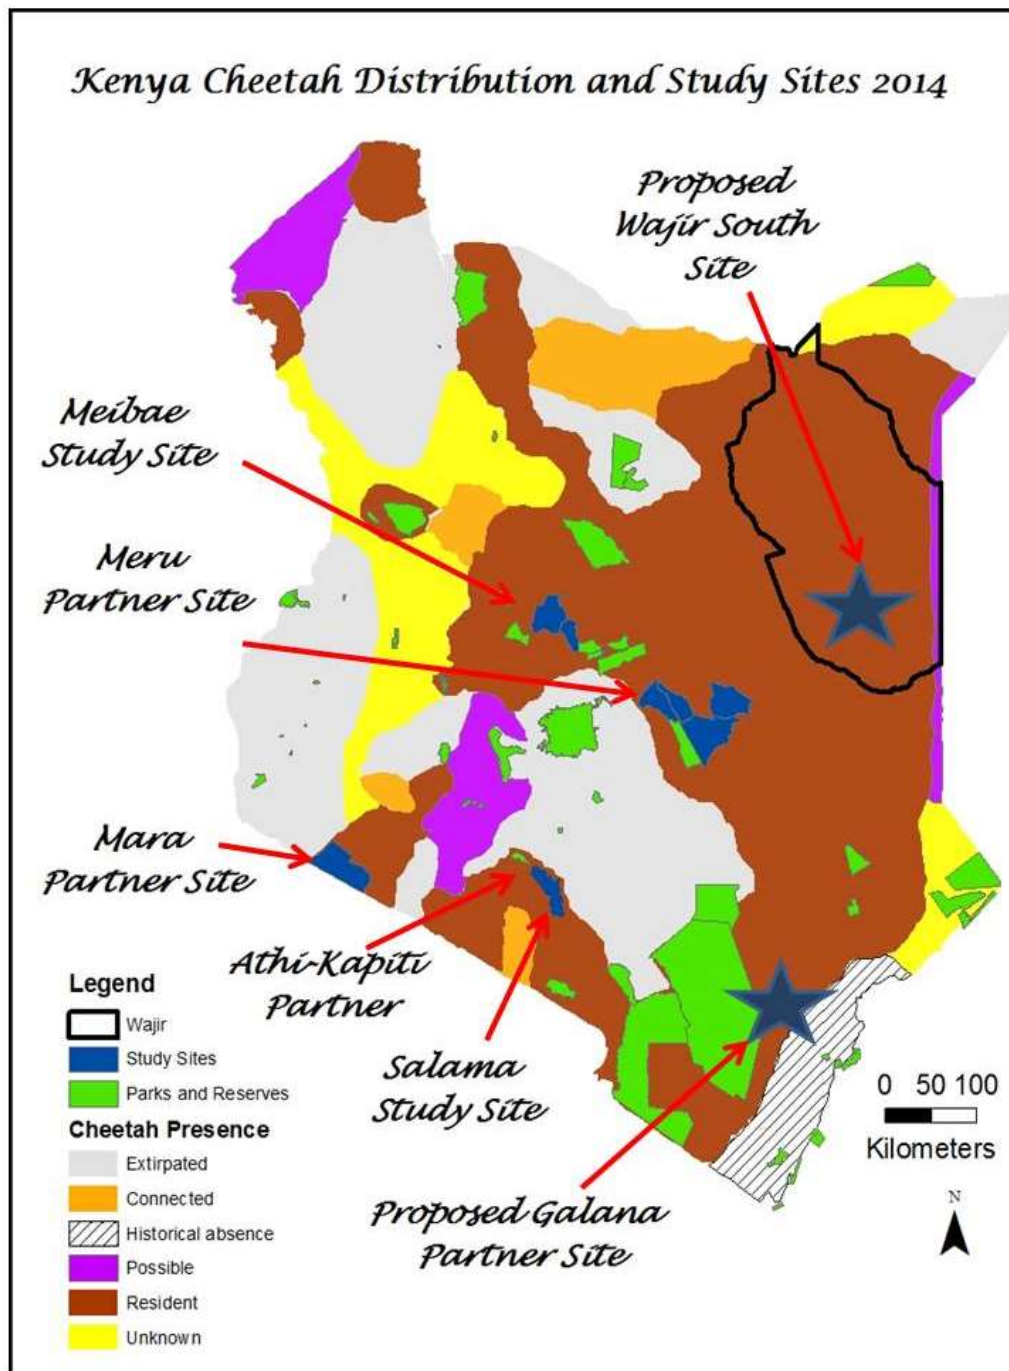 Kenya Cheetah Distribution and Study Sites 2014
Proposed
Wajir South
Site
Meibae
Study Site
Meru
Partner Site
Mara
Partner Site
Athi-Kapiti
Partner
Salama
Study Site
Proposed Galana
Partner Site
Legend
Wajir
Study Sites
Parks and Reserves
Cheetah Presence
Extirpated
Connected
Historical absence
Possible
Resident
Unknown
0 50 100
Kilometers
N